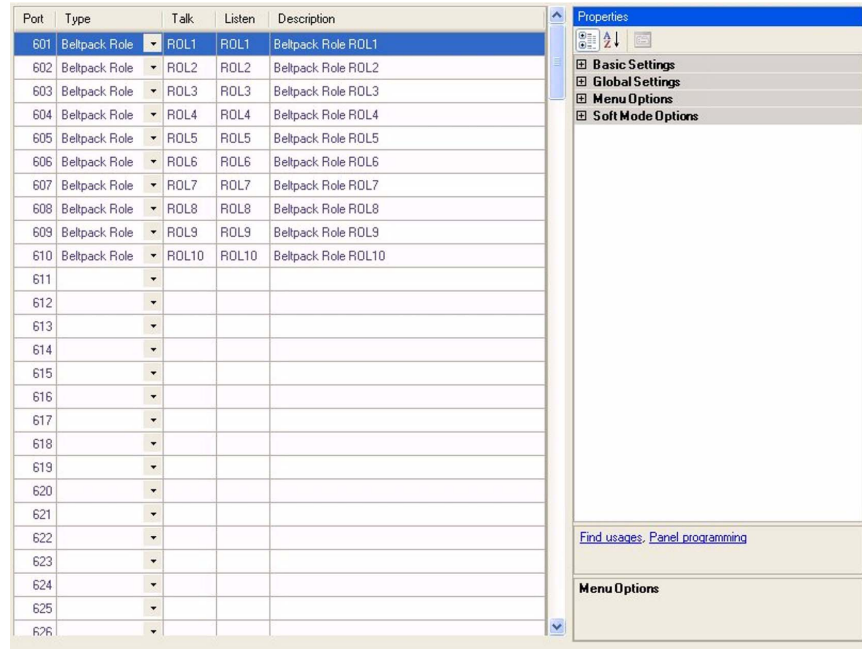 Port Type Talk Listen Description
601 Beltpack Role ROL1 ROL1 Beltpack Role ROL1
602 Beltpack Role ROL2 ROL2 Beltpack Role ROL2
603 Beltpack Role ROL3 ROL3 Beltpack Role ROL3
604 Beltpack Role ROL4 ROL4 Beltpack Role ROL4
605 Beltpack Role ROL5 ROL5 Beltpack Role ROL5
606 Beltpack Role ROL6 ROL6 Beltpack Role ROL6
607 Beltpack Role ROL7 ROL7 Beltpack Role ROL7
608 Beltpack Role ROL8 ROL8 Beltpack Role ROL8
609 Beltpack Role ROL9 ROL9 Beltpack Role ROL9
610 Beltpack Role ROL10 ROL10 Beltpack Role ROL10
611
612
613
614
615
616
617
618
619
620
621
622
623
624
625
626
Properties
Basic Settings
Global Settings
Menu Options
Soft Mode Options
Find usages, Panel programming
Menu Options